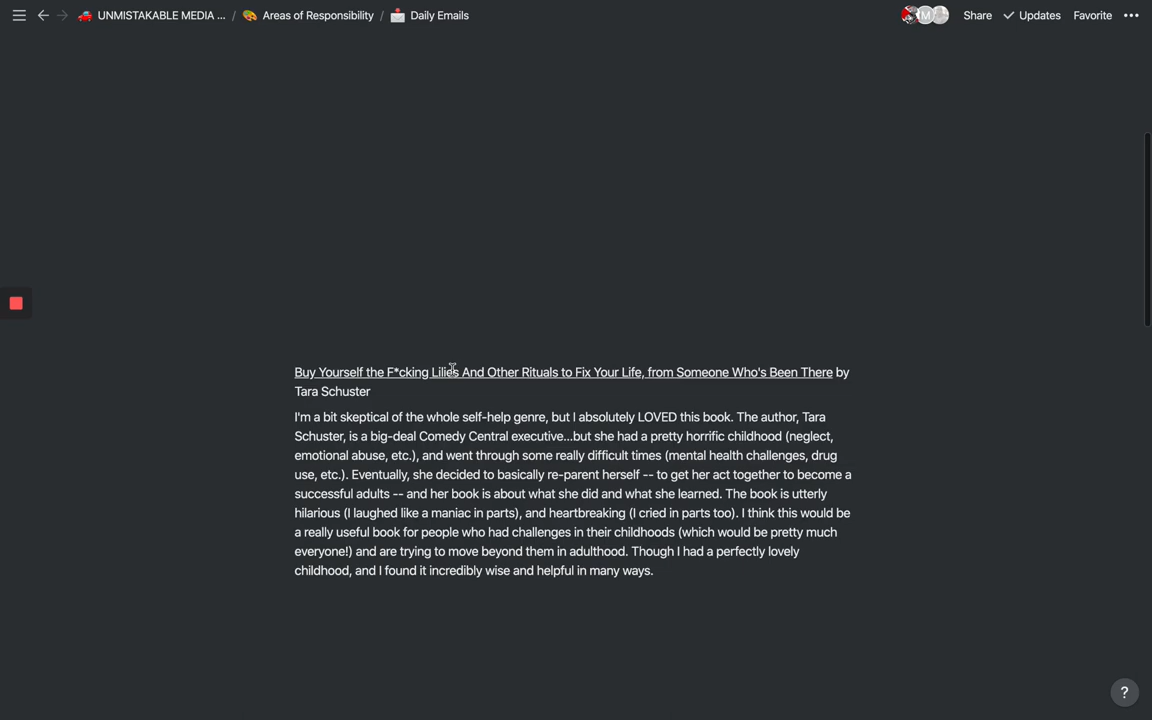 UNMISTAKABLE MEDIA ... / Areas of Responsibility / Daily Emails
M
Share
Updates
Favorite
Buy Yourself the F*cking Lilies And Other Rituals to Fix Your Life, from Someone Who's Been There by
Tara Schuster
I'm a bit skeptical of the whole self-help genre, but I absolutely LOVED this book. The author, Tara
Schuster, is a big-deal Comedy Central executive...but she had a pretty horrific childhood (neglect,
emotional abuse, etc.), and went through some really difficult times (mental health challenges, drug
use, etc.). Eventually, she decided to basically re-parent herself -- to get her act together to become a
successful adults -- and her book is about what she did and what she learned. The book is utterly
hilarious (I laughed like a maniac in parts), and heartbreaking (I cried in parts too). I think this would be
a really useful book for people who had challenges in their childhoods (which would be pretty much
everyone!) and are trying to move beyond them in adulthood. Though I had a perfectly lovely
childhood, and I found it incredibly wise and helpful in many ways.
?